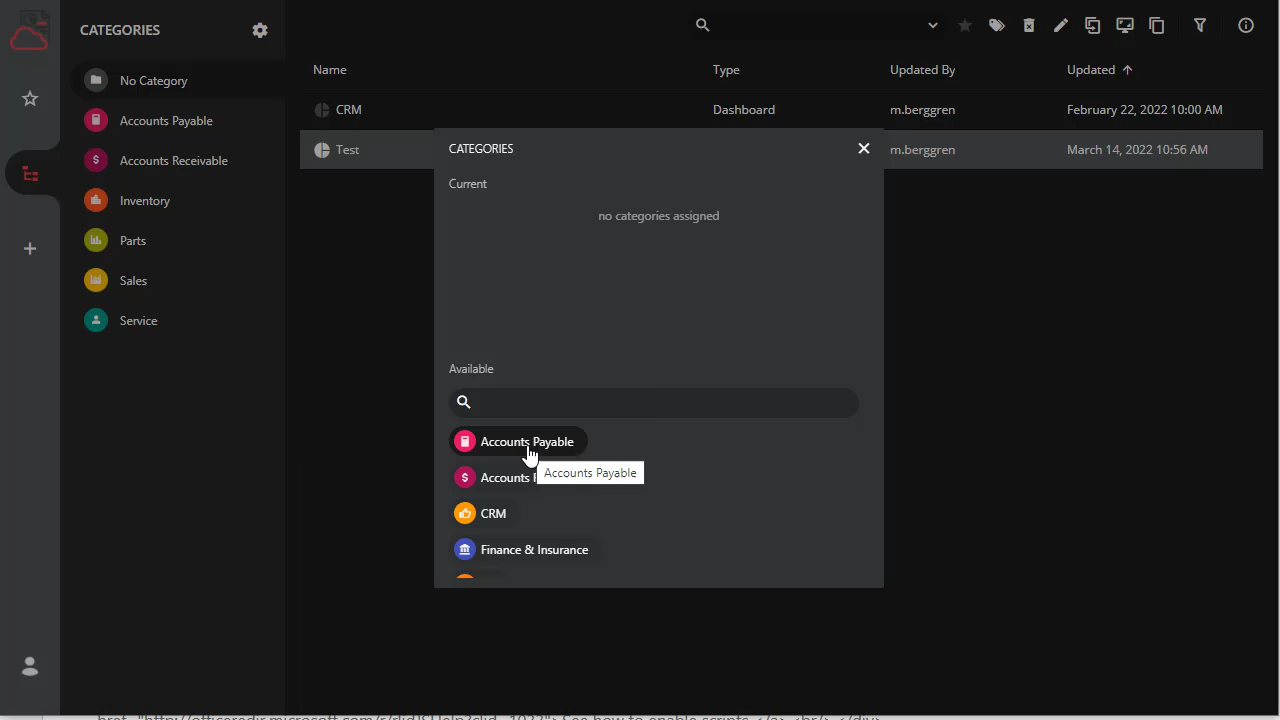 CATEGORIES
No Category
Accounts Payable
Accounts Receivable
Inventory
Parts
Sales
Service
Name Type Updated By Updated
CRM Dashboard m.berggren February 22, 2022 10:00 AM
Test m.berggren March 14, 2022 10:56 AM
CATEGORIES
Current
no categories assigned
Available
Accounts Payable
Accounts Payable
Accounts
CRM
Finance & Insurance